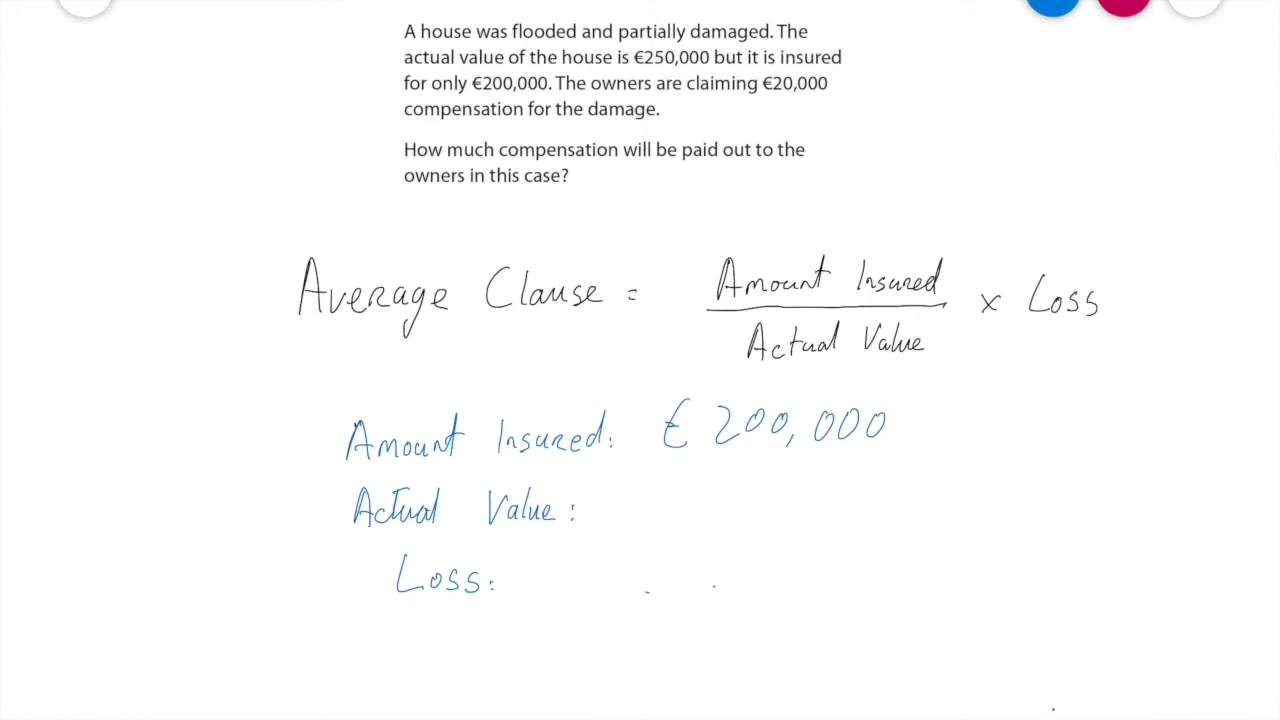 A house was flooded and partially damaged. The
actual value of the house is €250,000 but it is insured
for only €200,000. The owners are claiming €20,000
compensation for the damage.
How much compensation will be paid out to the
owners in this case?
Average Clause = Amount Insured / Actual Value x Loss
Amount Insured: € 200,000
Actual Value:
Loss: